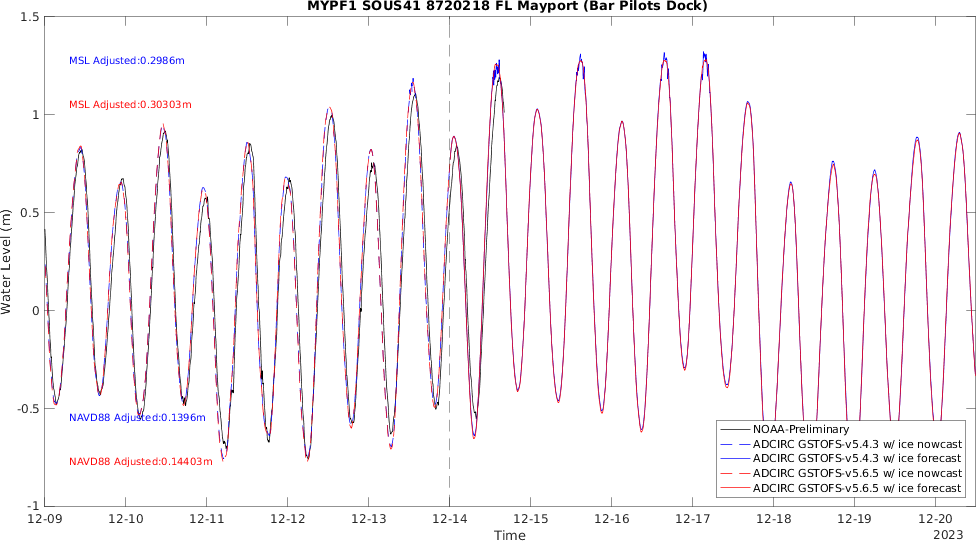 MYPF1 SOUS41 8720218 FL Mayport (Bar Pilots Dock)
1.5
1
0.5
0
-0.5
-1
Water Level (m)
MSL Adjusted:0.2986m
MSL Adjusted:0.30303m
NAVD88 Adjusted:0.1396m
NAVD88 Adjusted:0.14403m
NOAA-Preliminary
ADCIRC GSTOFS-v5.4.3 w/ ice nowcast
ADCIRC GSTOFS-v5.4.3 w/ ice forecast
ADCIRC GSTOFS-v5.6.5 w/ ice nowcast
ADCIRC GSTOFS-v5.6.5 w/ ice forecast
12-09 12-10 12-11 12-12 12-13 12-14 12-15 12-16 12-17 12-18 12-19 12-20
Time
2023